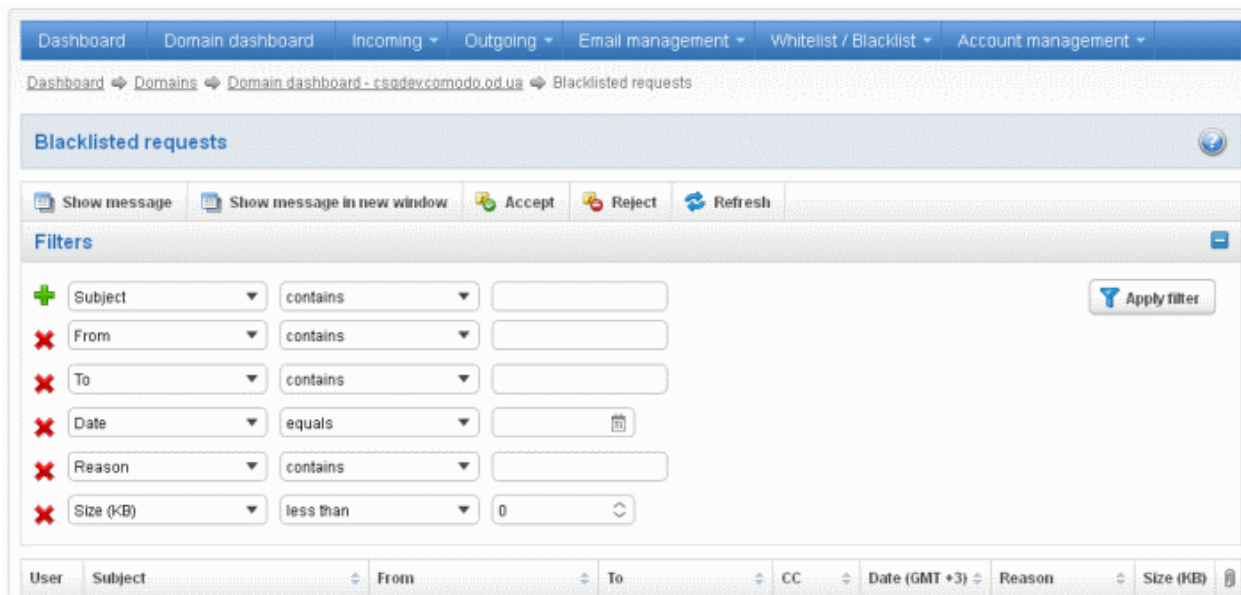 Dashboard Domain dashboard Incoming Outgoing Email management Whitelist / Blacklist Account management
Dashboard Domains Domain dashboard - csgdev.comodo.od.ua Blacklisted requests
Blacklisted requests
Show message Show message in new window Accept Reject Refresh
Filters
Subject contains Apply filter
From contains
To contains
Date equals
Reason contains
Size (KB) less than 0
User Subject From To CC Date (GMT +3) Reason Size (KB)